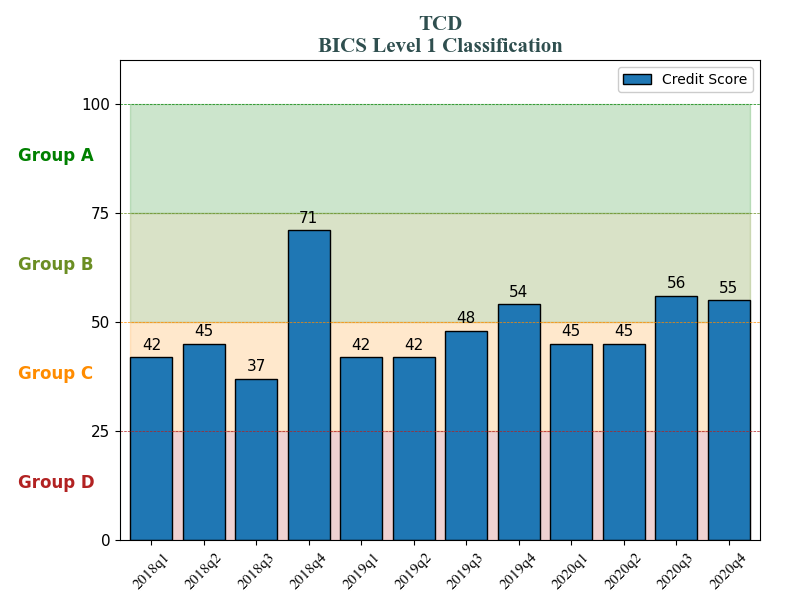 TCD
BICS Level 1 Classification
Credit Score
100
Group A
75
71
Group B
56
55
54
50
48
45
45
45
42
42
42
37
Group C
25
Group D
0
2018q1
2018q2
2018q3
2018q4
2019q1
2019q2
2019q3
2019q4
2020q1
2020q2
2020q3
2020q4